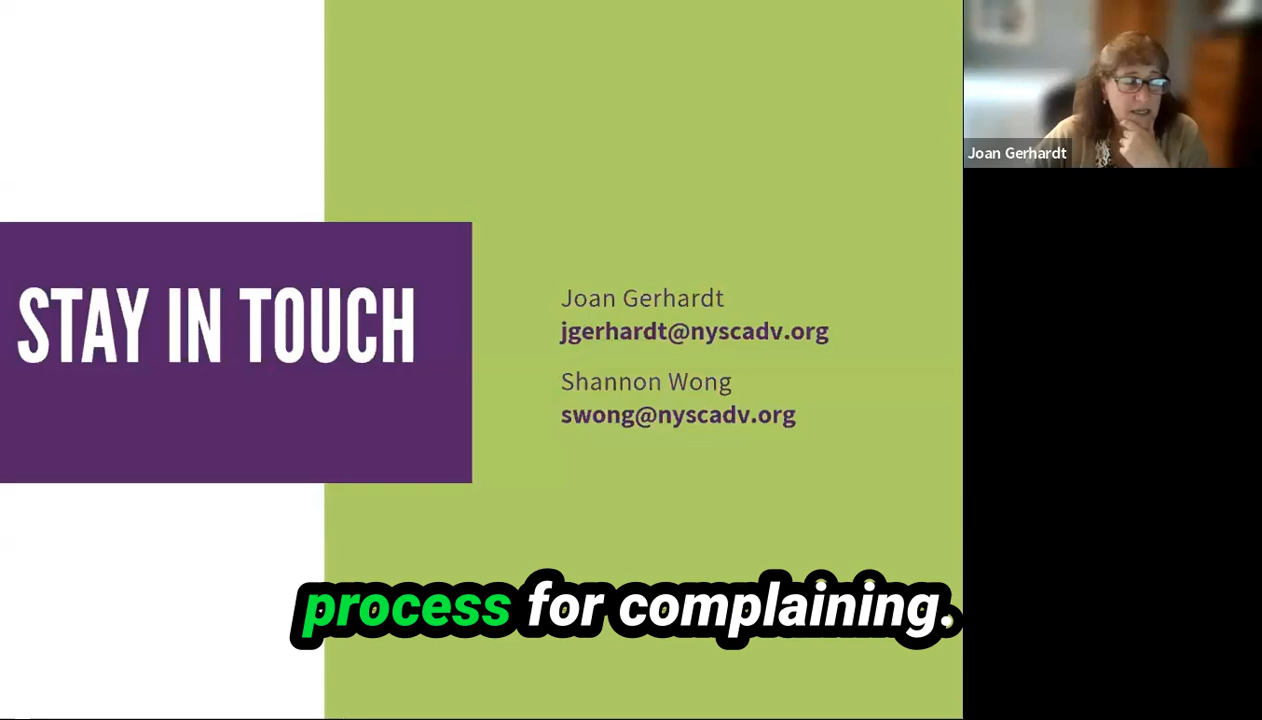 STAY IN TOUCH
Joan Gerhardt
jgerhardt@nyscadv.org
Shannon Wong
swong@nyscadv.org
Joan Gerhardt
process for complaining.